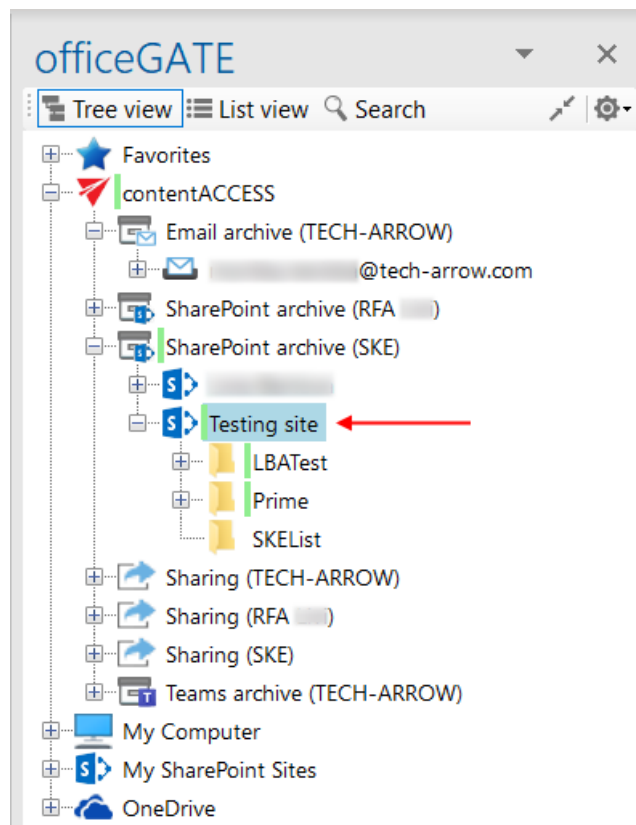 officeGATE
Tree view List view Search
Favorites
contentACCESS
Email archive (TECH-ARROW)
@tech-arrow.com
SharePoint archive (RFA )
SharePoint archive (SKE)
Testing site
LBATest
Prime
SKEList
Sharing (TECH-ARROW)
Sharing (RFA )
Sharing (SKE)
Teams archive (TECH-ARROW)
My Computer
My SharePoint Sites
OneDrive